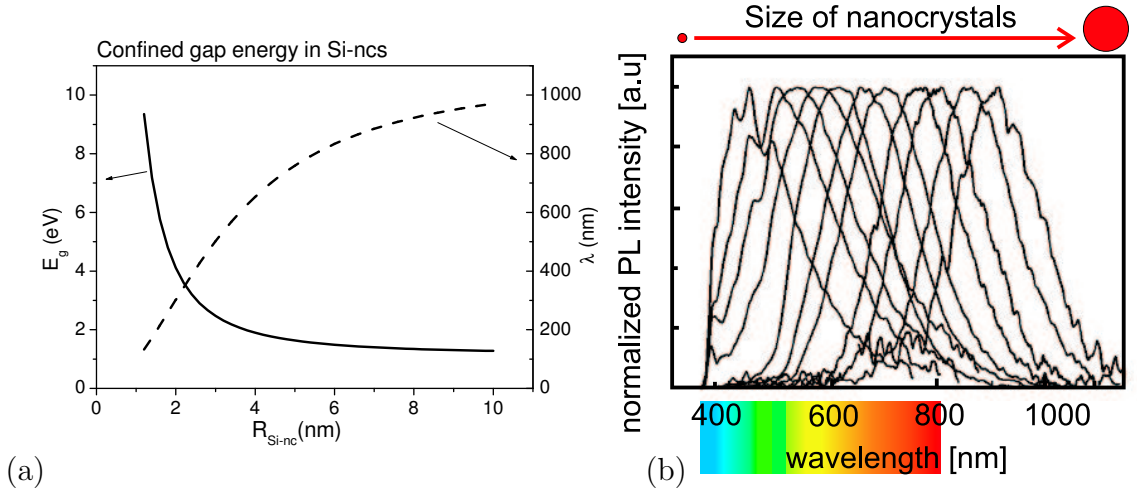 Confined gap energy in Si-ncs
10
8
6
4
2
0
E_g (eV)
0 2 4 6 8 10
R_Si-nc(nm)
1000
800
600
400
200
0
λ (nm)
(a)
Size of nanocrystals
normalized PL intensity [a.u]
400 600 800 1000
wavelength [nm]
(b)